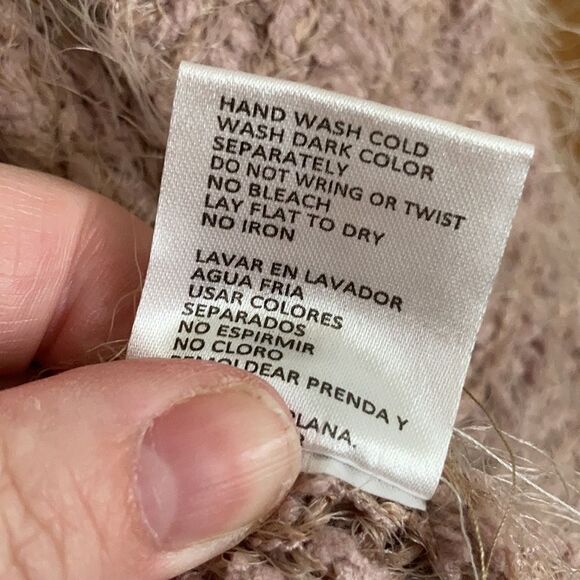 HAND WASH COLD
WASH DARK COLOR
SEPARATELY
DO NOT WRING OR TWIST
NO BLEACH
LAY FLAT TO DRY
NO IRON
LAVAR EN LAVADOR
AGUA FRIA
USAR COLORES
SEPARADOS
NO ESPIRMIR
NO CLORO
REMOLDEAR PRENDA Y
PLANA.